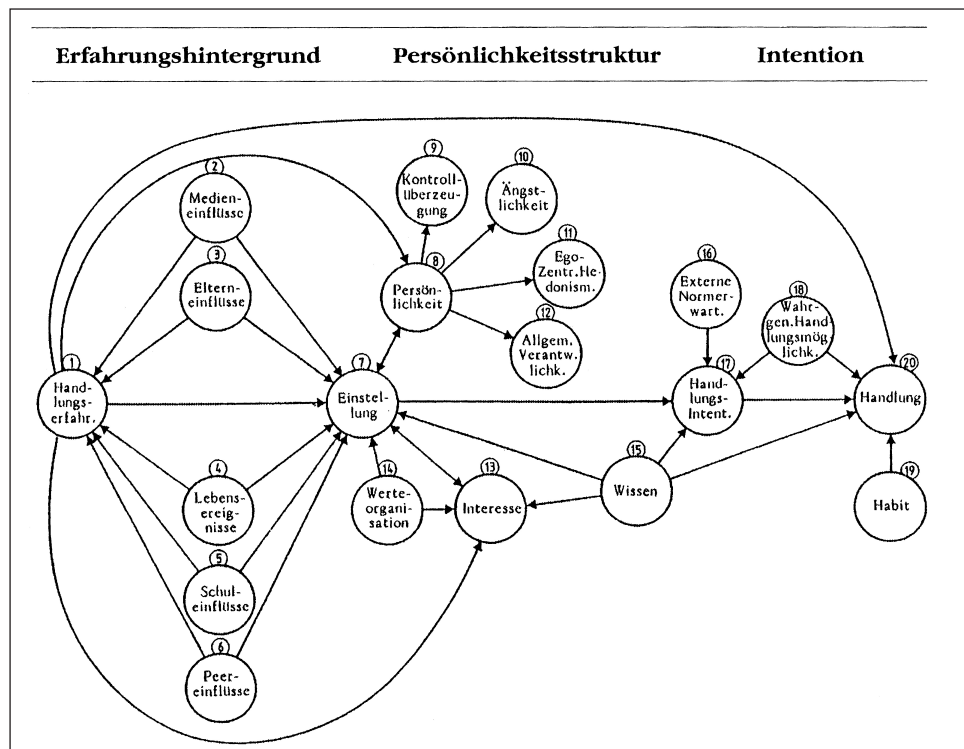 Erfahrungshintergrund Persönlichkeitsstruktur Intention
1
Handlungs-
erfahr.
2
Medien-
einflüsse
3
Eltern-
einflüsse
4
Lebens-
ereig-
nisse
5
Schul-
einflüsse
6
Peer-
einflüsse
7
Einstel-
lung
8
Persön-
lichkeit
9
Kontroll-
überzeu-
gung
10
Ängst-
lichkeit
11
Ego-
Zentr.He-
donism.
12
Allgem.
Verantw.
lichk.
13
Interesse
14
Werte-
organi-
sation
15
Wissen
16
Externe
Normer-
wart.
17
Hand-
lungs-
Intent.
18
Wahr-
gen.Hand-
lungsmög-
lichk.
19
Habit
20
Handlung